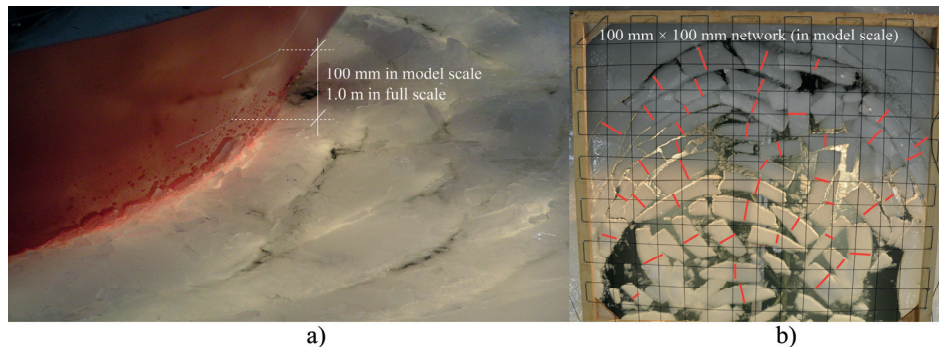 100 mm in model scale
1.0 m in full scale
100 mm × 100 mm network (in model scale)
a)
b)